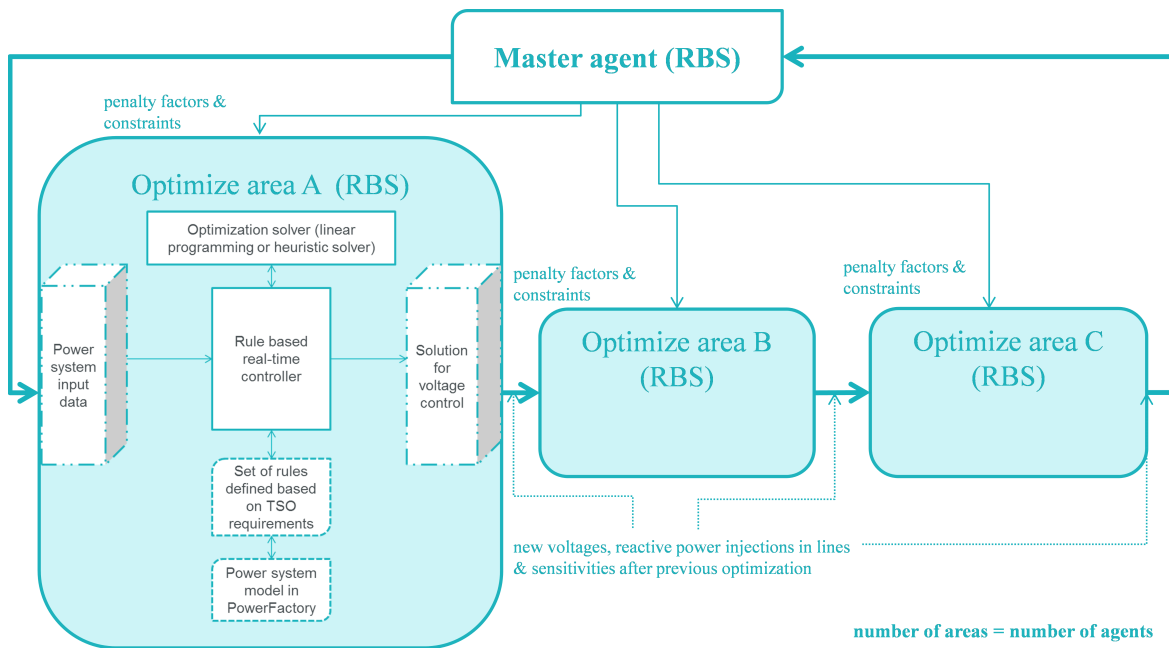 Master agent (RBS)
penalty factors &
constraints
Optimize area A (RBS)
Optimization solver (linear
programming or heuristic solver)
Power
system
input
data
Rule based
real-time
controller
Solution
for
voltage
control
Set of rules
defined based
on TSO
requirements
Power system
model in
PowerFactory
penalty factors &
constraints
Optimize area B
(RBS)
penalty factors &
constraints
Optimize area C
(RBS)
new voltages, reactive power injections in lines
& sensitivities after previous optimization
number of areas = number of agents